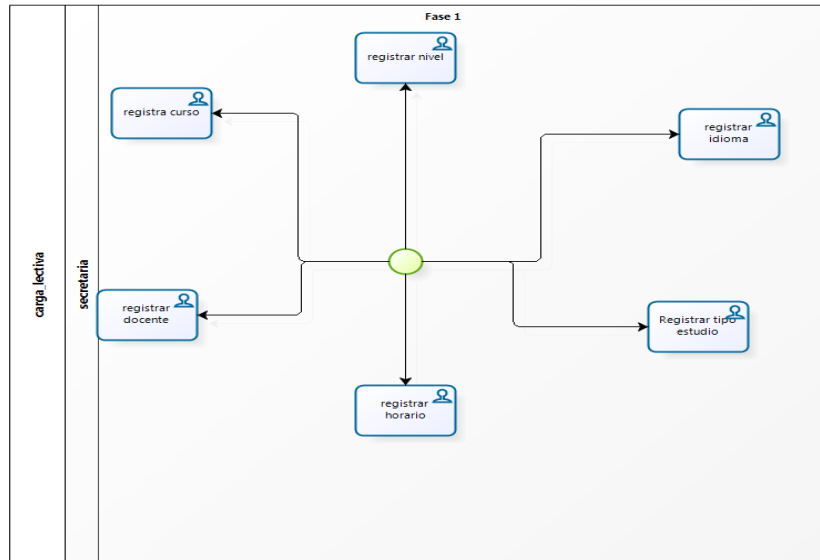 Fase 1
carga_lectiva
secretaria
registrar nivel
registra curso
registrar
idioma
registrar
docente
Registrar tipo
estudio
registrar
horario